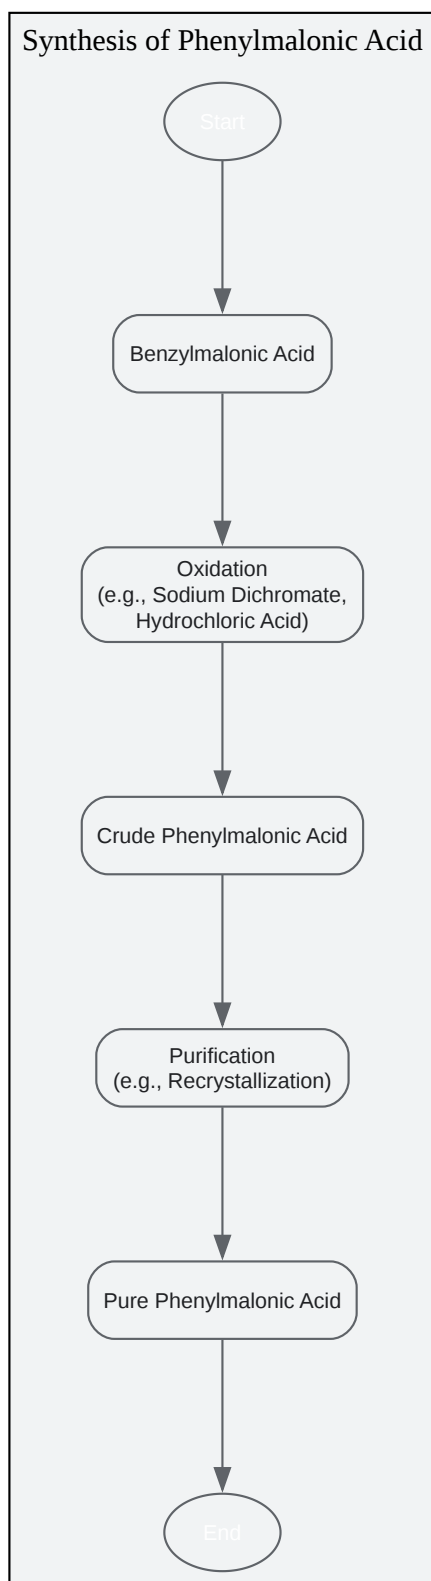 Synthesis of Phenylmalonic Acid
Start
Benzylmalonic Acid
Oxidation
(e.g., Sodium Dichromate,
Hydrochloric Acid)
Crude Phenylmalonic Acid
Purification
(e.g., Recrystallization)
Pure Phenylmalonic Acid
End